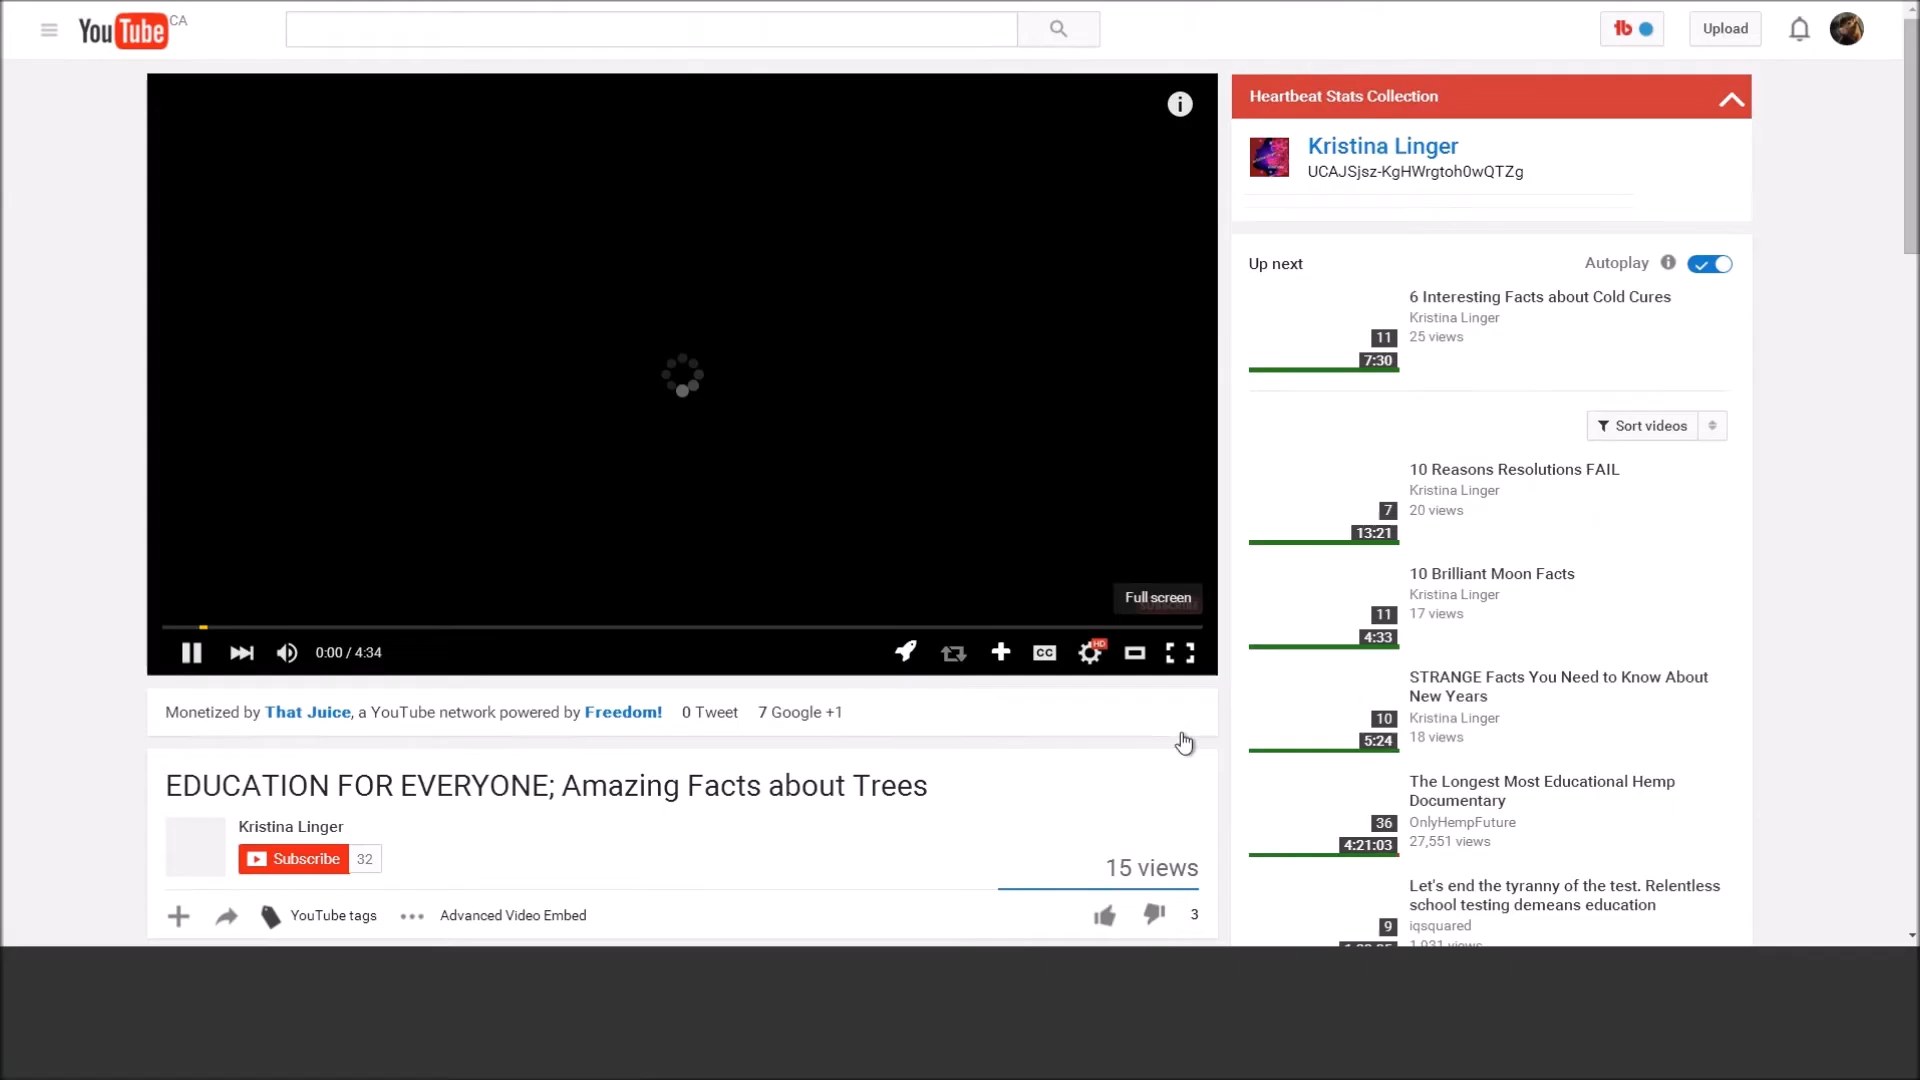 YouTube CA
Upload
Heartbeat Stats Collection
Kristina Linger
UCAJSjsz-KgHWrgtoh0wQTZg
Up next
Autoplay
6 Interesting Facts about Cold Cures
Kristina Linger
11
25 views
7:30
Sort videos
10 Reasons Resolutions FAIL
Kristina Linger
7
20 views
13:21
10 Brilliant Moon Facts
Kristina Linger
11
17 views
4:33
STRANGE Facts You Need to Know About
New Years
Kristina Linger
10
18 views
5:24
The Longest Most Educational Hemp
Documentary
OnlyHempFuture
36
27,551 views
4:21:03
Let's end the tyranny of the test. Relentless
school testing demeans education
iqsquared
9
1,931 views
Full screen
0:00 / 4:34
CC
HD
Monetized by That Juice, a YouTube network powered by Freedom! 0 Tweet 7 Google +1
EDUCATION FOR EVERYONE; Amazing Facts about Trees
Kristina Linger
Subscribe 32
15 views
YouTube tags
Advanced Video Embed
3